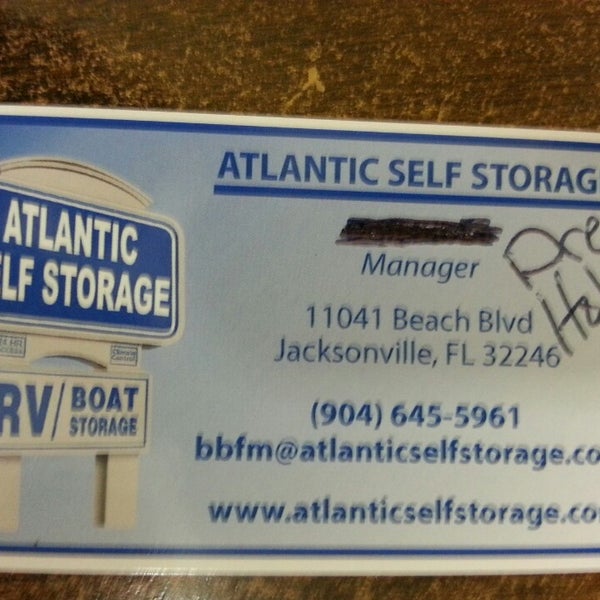 ATLANTIC SELF STORAG
Manager
11041 Beach Blvd
Jacksonville, FL 32246
(904) 645-5961
bbfm@atlanticselfstorage.co
www.atlanticselfstorage.co
Dre
ATLANTIC
LF STORAGE
RV/ BOAT
STORAGE